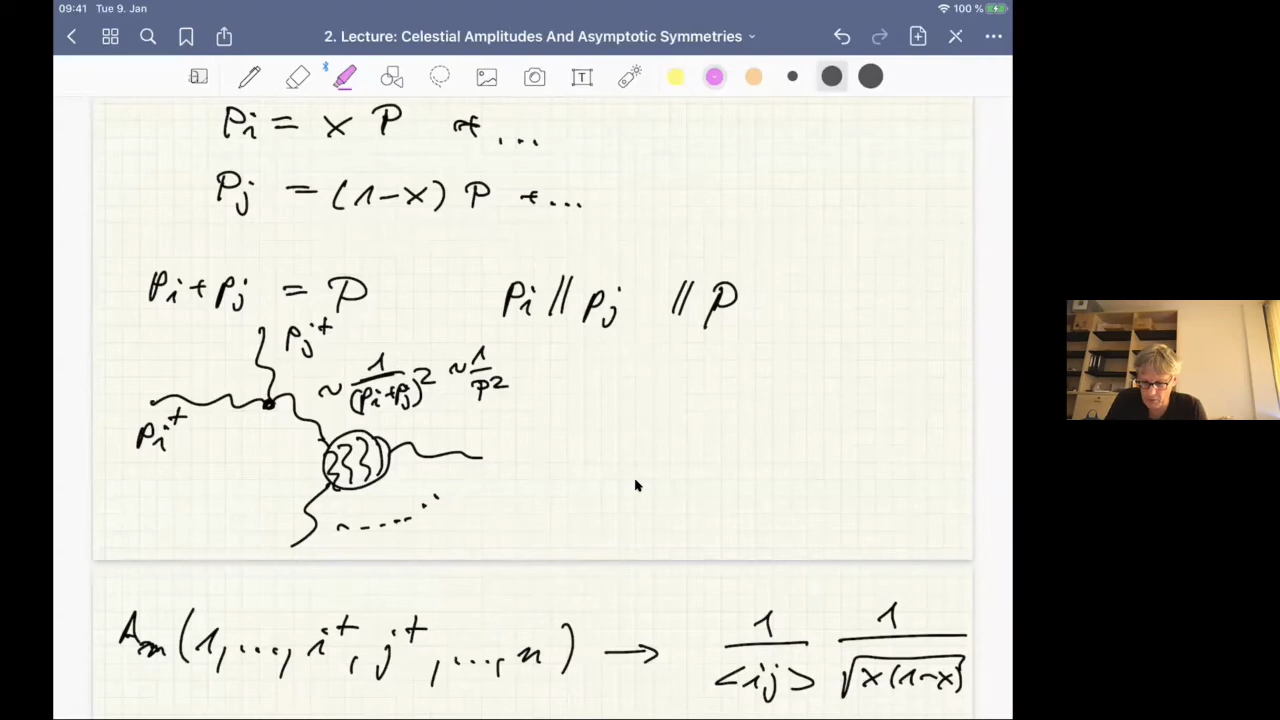 09:41 Tue 9. Jan 100 %
2. Lecture: Celestial Amplitudes And Asymptotic Symmetries
p_i = x P + ...
p_j = (1-x) P + ...
p_i + p_j = P p_i // p_j // P
p_j^+
~ 1/(p_i+p_j)^2 ~ 1/P^2
p_i^+
A_n(1,...,i^+,j^+,...,n) → 1/<ij> 1/√x(1-x)